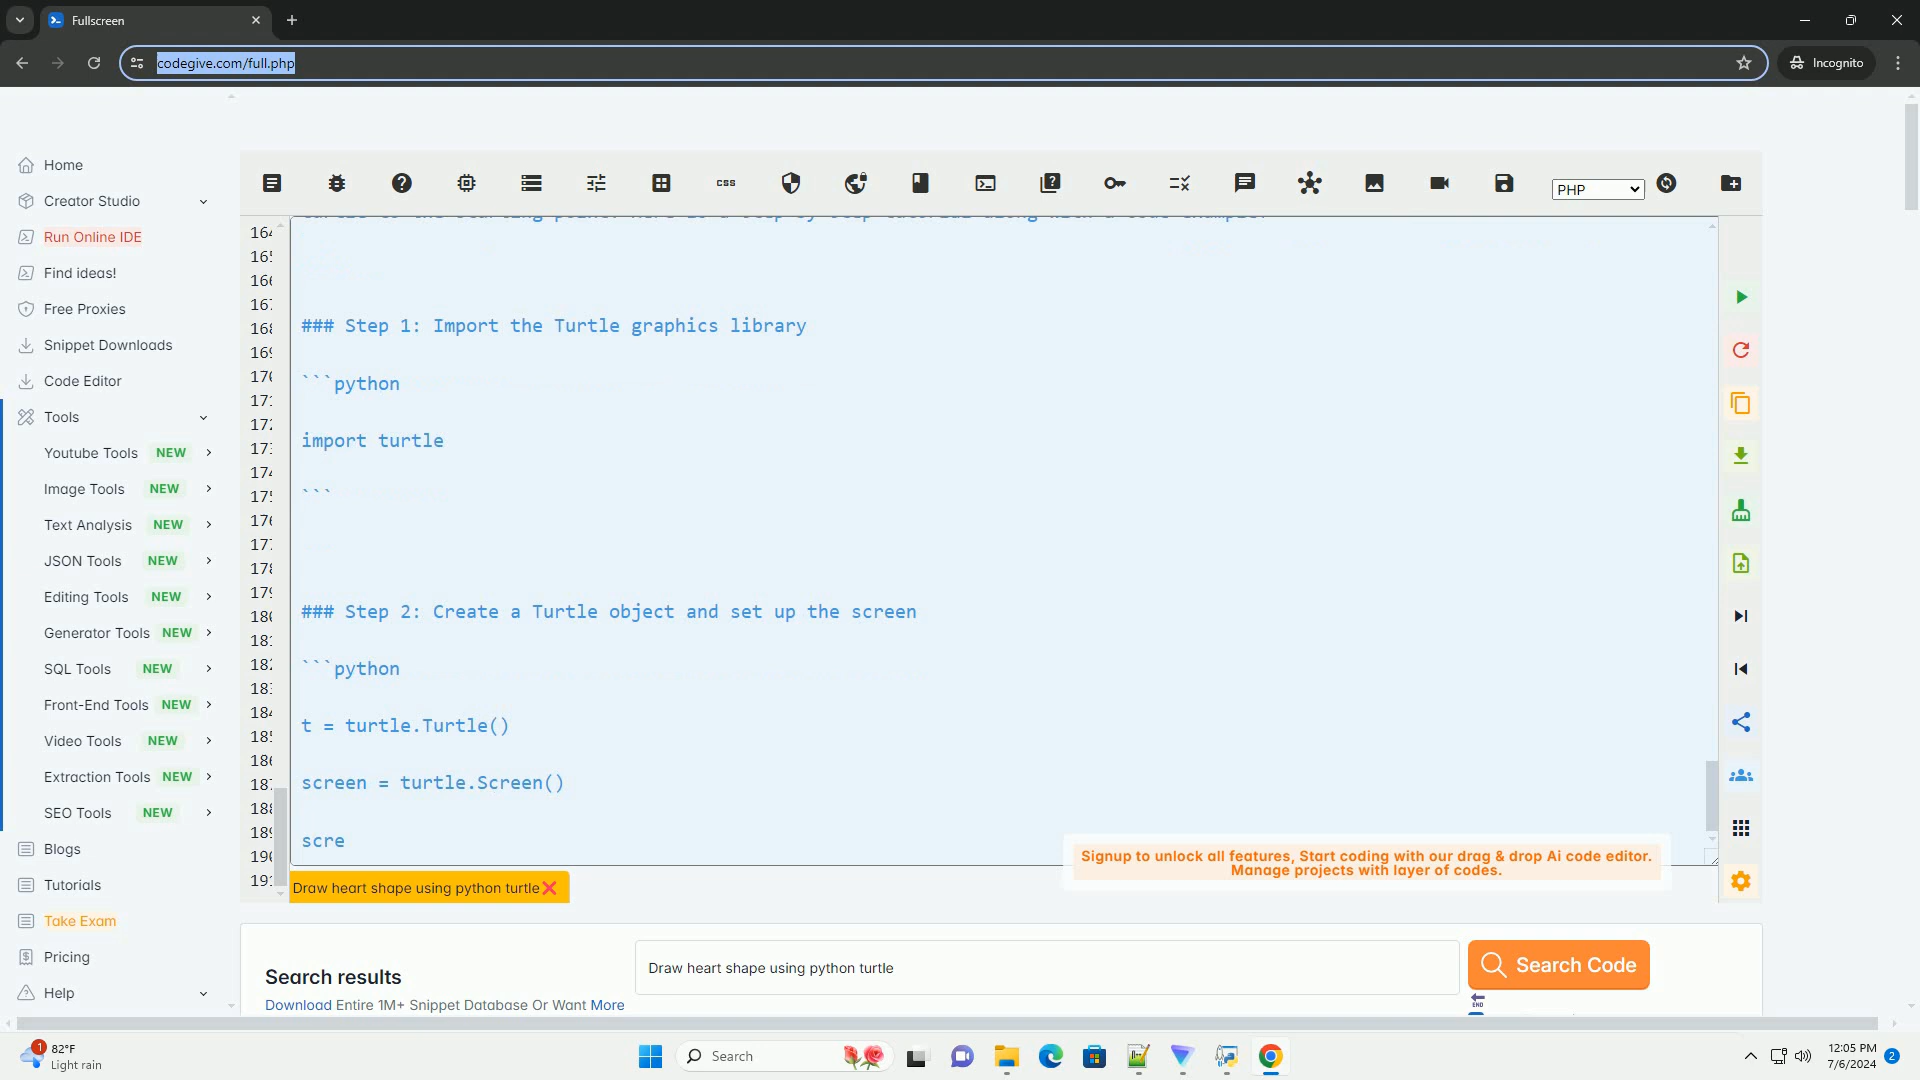 Fullscreen
codegive.com/full.php
Incognito
Home
Creator Studio
Run Online IDE
Find ideas!
Free Proxies
Snippet Downloads
Code Editor
Tools
Youtube Tools NEW
Image Tools NEW
Text Analysis NEW
JSON Tools NEW
Editing Tools NEW
Generator Tools NEW
SQL Tools NEW
Front-End Tools NEW
Video Tools NEW
Extraction Tools NEW
SEO Tools NEW
Blogs
Tutorials
Take Exam
Pricing
Help
css
PHP
### Step 1: Import the Turtle graphics library
```python
import turtle
```
### Step 2: Create a Turtle object and set up the screen
```python
t = turtle.Turtle()
screen = turtle.Screen()
scre
Signup to unlock all features, Start coding with our drag & drop Ai code editor.
Manage projects with layer of codes.
Draw heart shape using python turtle
Search results
Download Entire 1M+ Snippet Database Or Want More
Draw heart shape using python turtle
Search Code
END
1
82°F
Light rain
Search
12:05 PM
7/6/2024
2